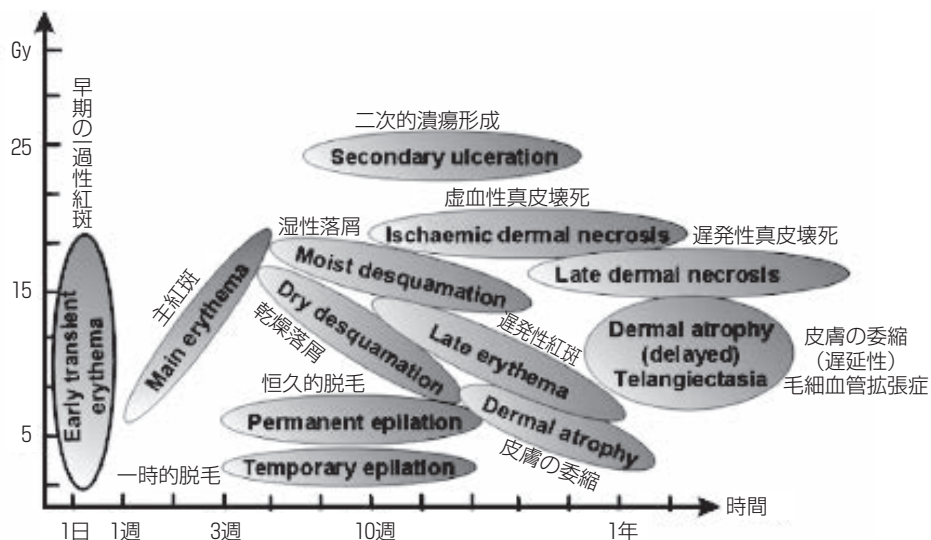 Gy
早期の一過性紅斑
二次的潰瘍形成
25
Secondary ulceration
虚血性真皮壊死
湿性落屑
Ischaemic dermal necrosis
遅発性真皮壊死
Moist desquamation
Late dermal necrosis
15
主紅斑
Main erythema
Dry desquamation
乾燥落屑
Late erythema
遅発性紅斑
Dermal atrophy
(delayed)
Telangiectasia
皮膚の委縮
(遅延性)
毛細血管拡張症
Early transient
erythema
恒久的脱毛
Permanent epilation
5
Dermal atrophy
皮膚の委縮
一時的脱毛
Temporary epilation
時間
1日 1週 3週 10週 1年